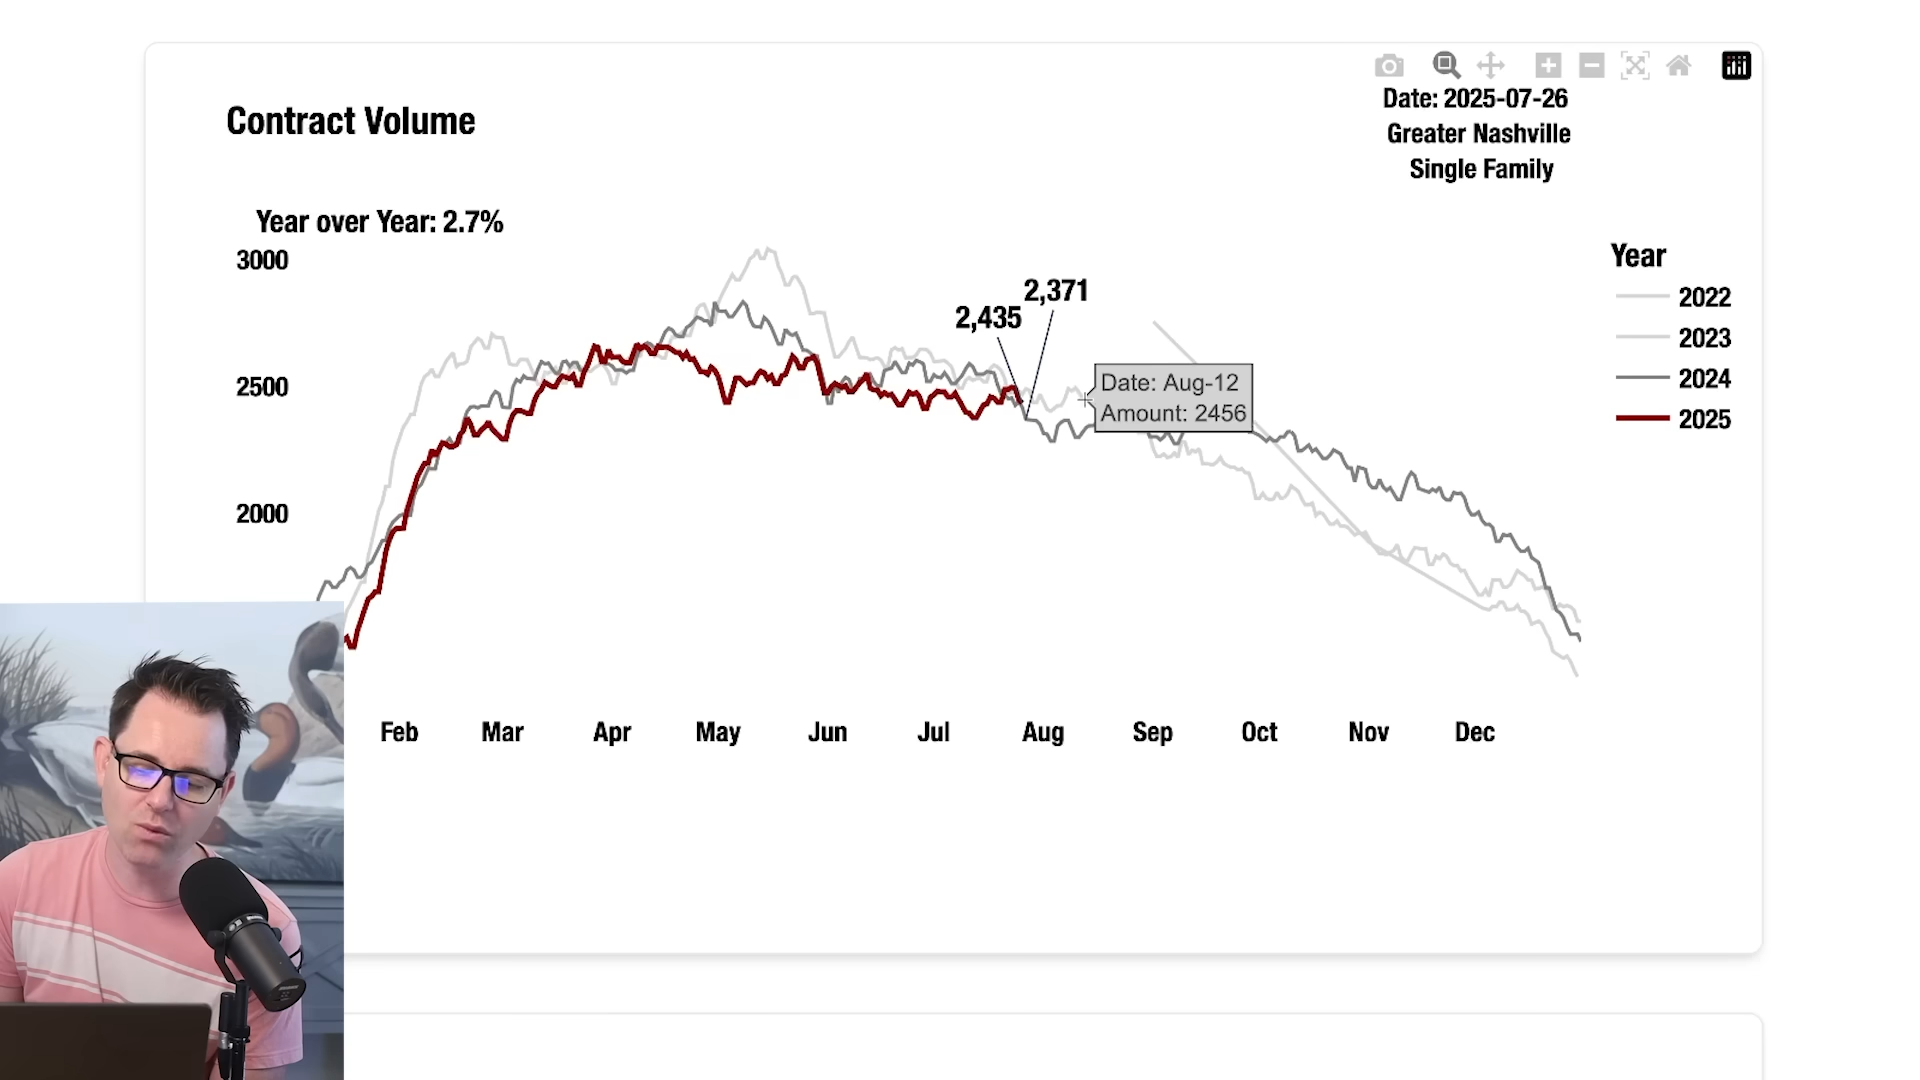 Date: 2025-07-26
Greater Nashville
Single Family
Contract Volume
Year over Year: 2.7%
3000
2500
2000
2,435
2,371
Date: Aug-12
Amount: 2456
Year
2022
2023
2024
2025
Feb Mar Apr May Jun Jul Aug Sep Oct Nov Dec